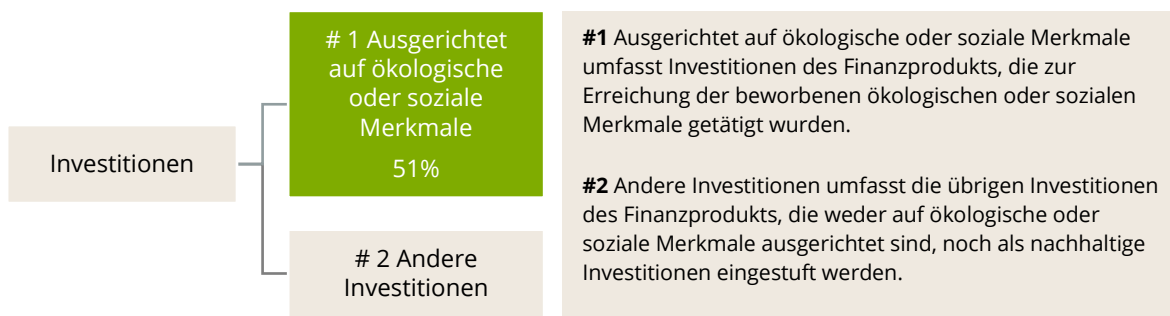 Investitionen
# 1 Ausgerichtet
auf ökologische
oder soziale
Merkmale
51%
# 2 Andere
Investitionen
#1 Ausgerichtet auf ökologische oder soziale Merkmale
umfasst Investitionen des Finanzprodukts, die zur
Erreichung der beworbenen ökologischen oder sozialen
Merkmale getätigt wurden.
#2 Andere Investitionen umfasst die übrigen Investitionen
des Finanzprodukts, die weder auf ökologische oder
soziale Merkmale ausgerichtet sind, noch als nachhaltige
Investitionen eingestuft werden.